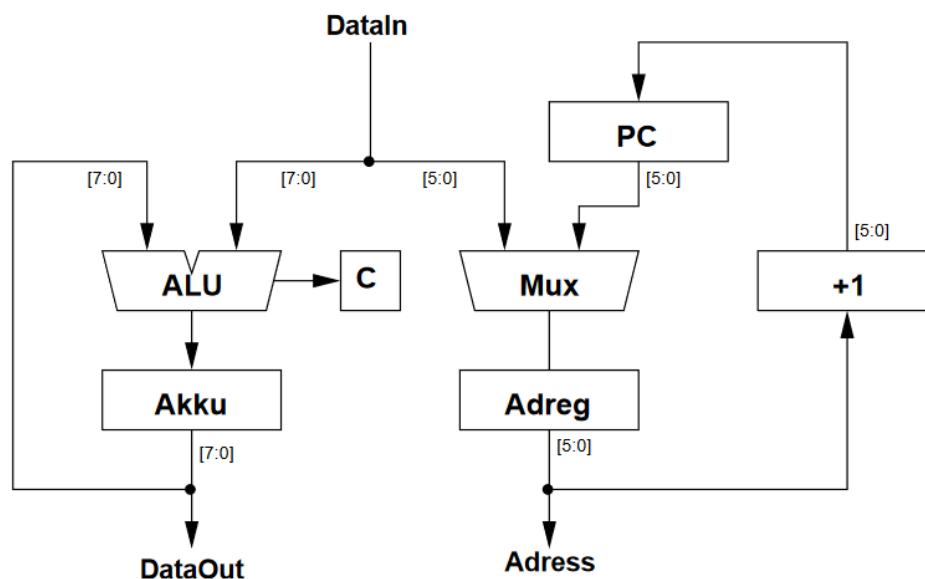 DataIn
PC
[7:0]
[7:0]
[5:0]
[5:0]
[5:0]
ALU
C
Mux
+1
Akku
Adreg
[7:0]
[5:0]
DataOut
Adress